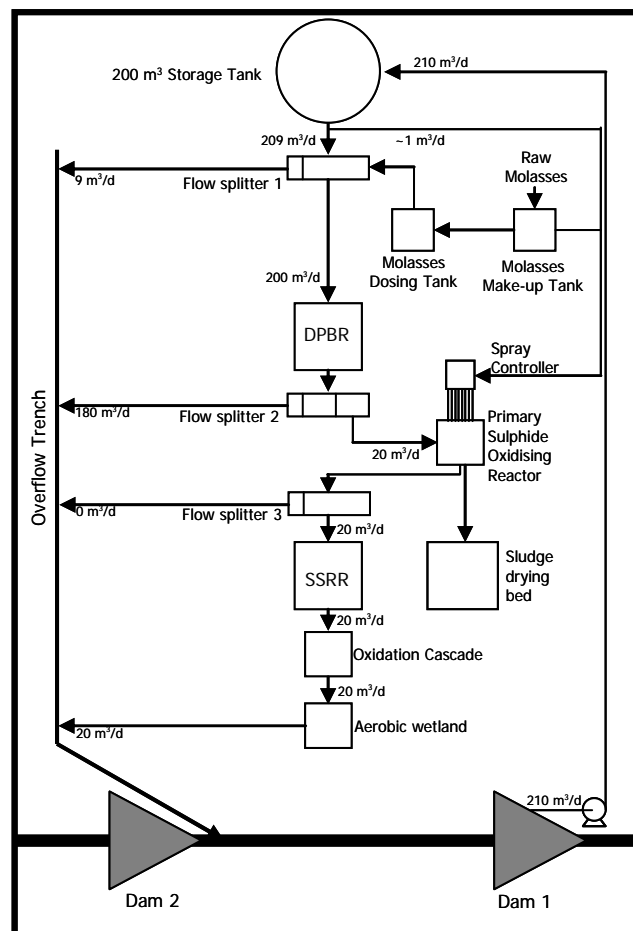 210 m³/d
200 m³ Storage Tank
209 m³/d
~1 m³/d
9 m³/d
Flow splitter 1
Raw
Molasses
Molasses
Dosing Tank
Molasses
Make-up Tank
200 m³/d
DPBR
Spray
Controller
180 m³/d
Flow splitter 2
20 m³/d
Primary
Sulphide
Oxidising
Reactor
Overflow Trench
0 m³/d
Flow splitter 3
20 m³/d
SSRR
Sludge
drying
bed
20 m³/d
Oxidation Cascade
20 m³/d
20 m³/d
Aerobic wetland
210 m³/d
Dam 2
Dam 1